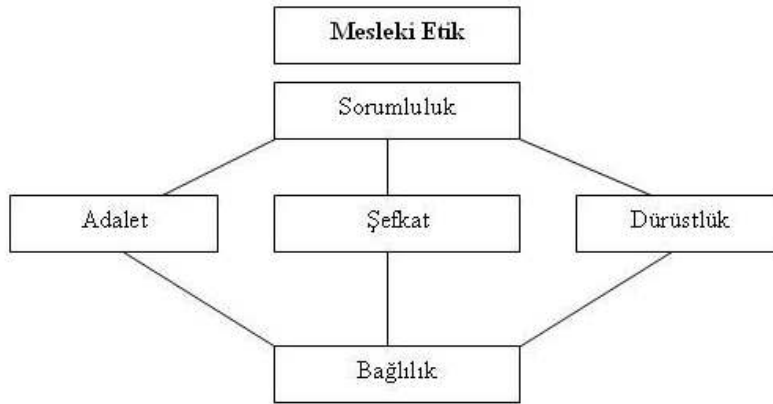 Mesleki Etik
Sorumluluk
Adalet
Şefkat
Dürüstlük
Bağlılık